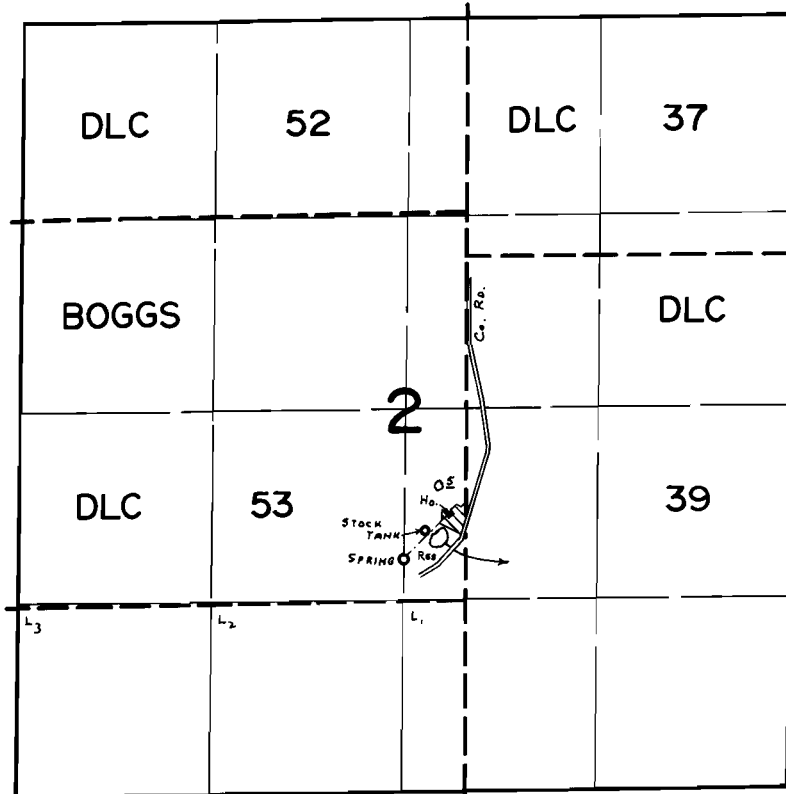 DLC 52 DLC 37
BOGGS
Co. RD.
DLC
2
DLC 53
39
OS
Ho.
STOCK
TANK
SPRING
Res
L3 L2 L1